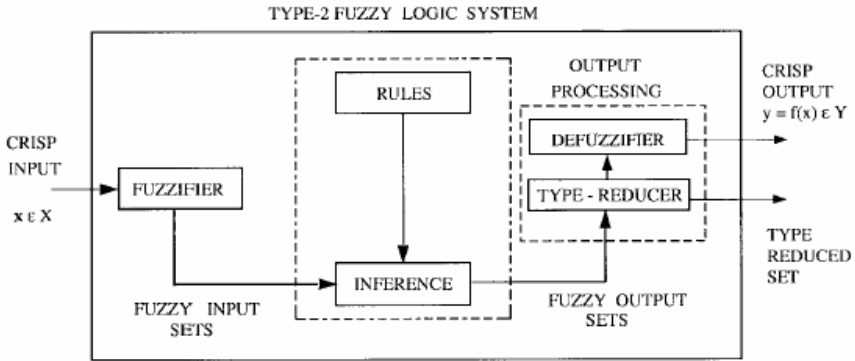 TYPE-2 FUZZY LOGIC SYSTEM
CRISP
INPUT
x ε X
FUZZIFIER
FUZZY INPUT
SETS
RULES
INFERENCE
OUTPUT
PROCESSING
DEFUZZIFIER
TYPE - REDUCER
FUZZY OUTPUT
SETS
CRISP
OUTPUT
y = f(x) ε Y
TYPE
REDUCED
SET